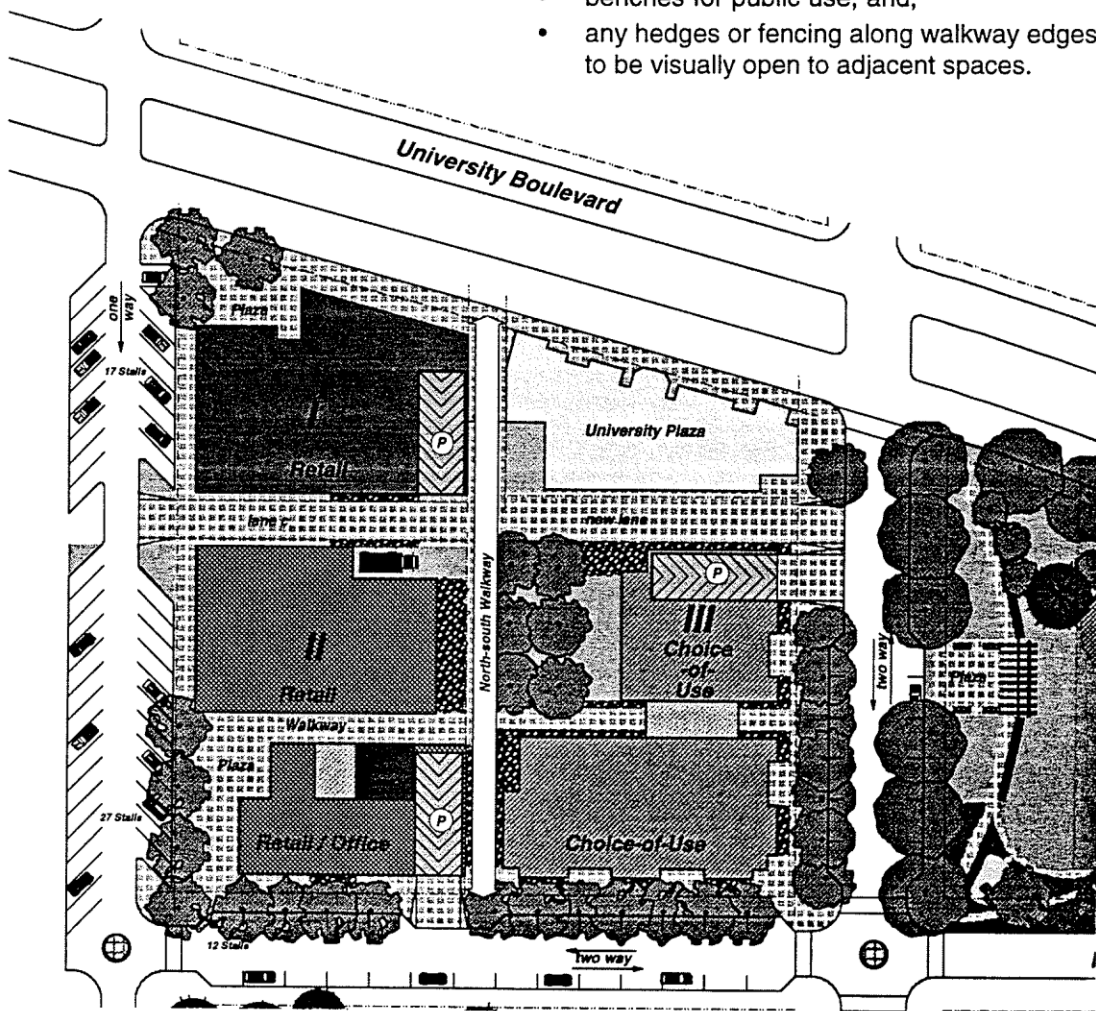 benches for public use; and,
• any hedges or fencing along walkway edges
to be visually open to adjacent spaces.
University Boulevard
one way
17 Stalls
Plaza
I
Retail
P
University Plaza
new lane
II
Retail
North-south Walkway
P
III
Choice
-of-
Use
two way
Plaza
Walkway
Plaza
27 Stalls
Retail / Office
P
Choice-of-Use
12 Stalls
two way